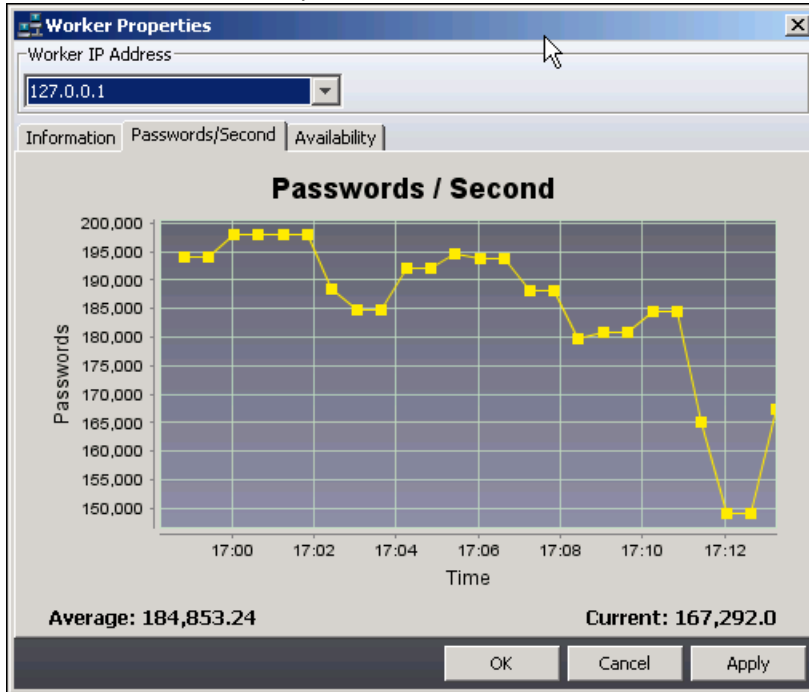 Worker Properties
Worker IP Address
127.0.0.1
Information Passwords/Second Availability
Passwords / Second
200,000
195,000
190,000
185,000
180,000
175,000
170,000
165,000
160,000
155,000
150,000
Passwords
17:00 17:02 17:04 17:06 17:08 17:10 17:12
Time
Average: 184,853.24 Current: 167,292.0
OK Cancel Apply